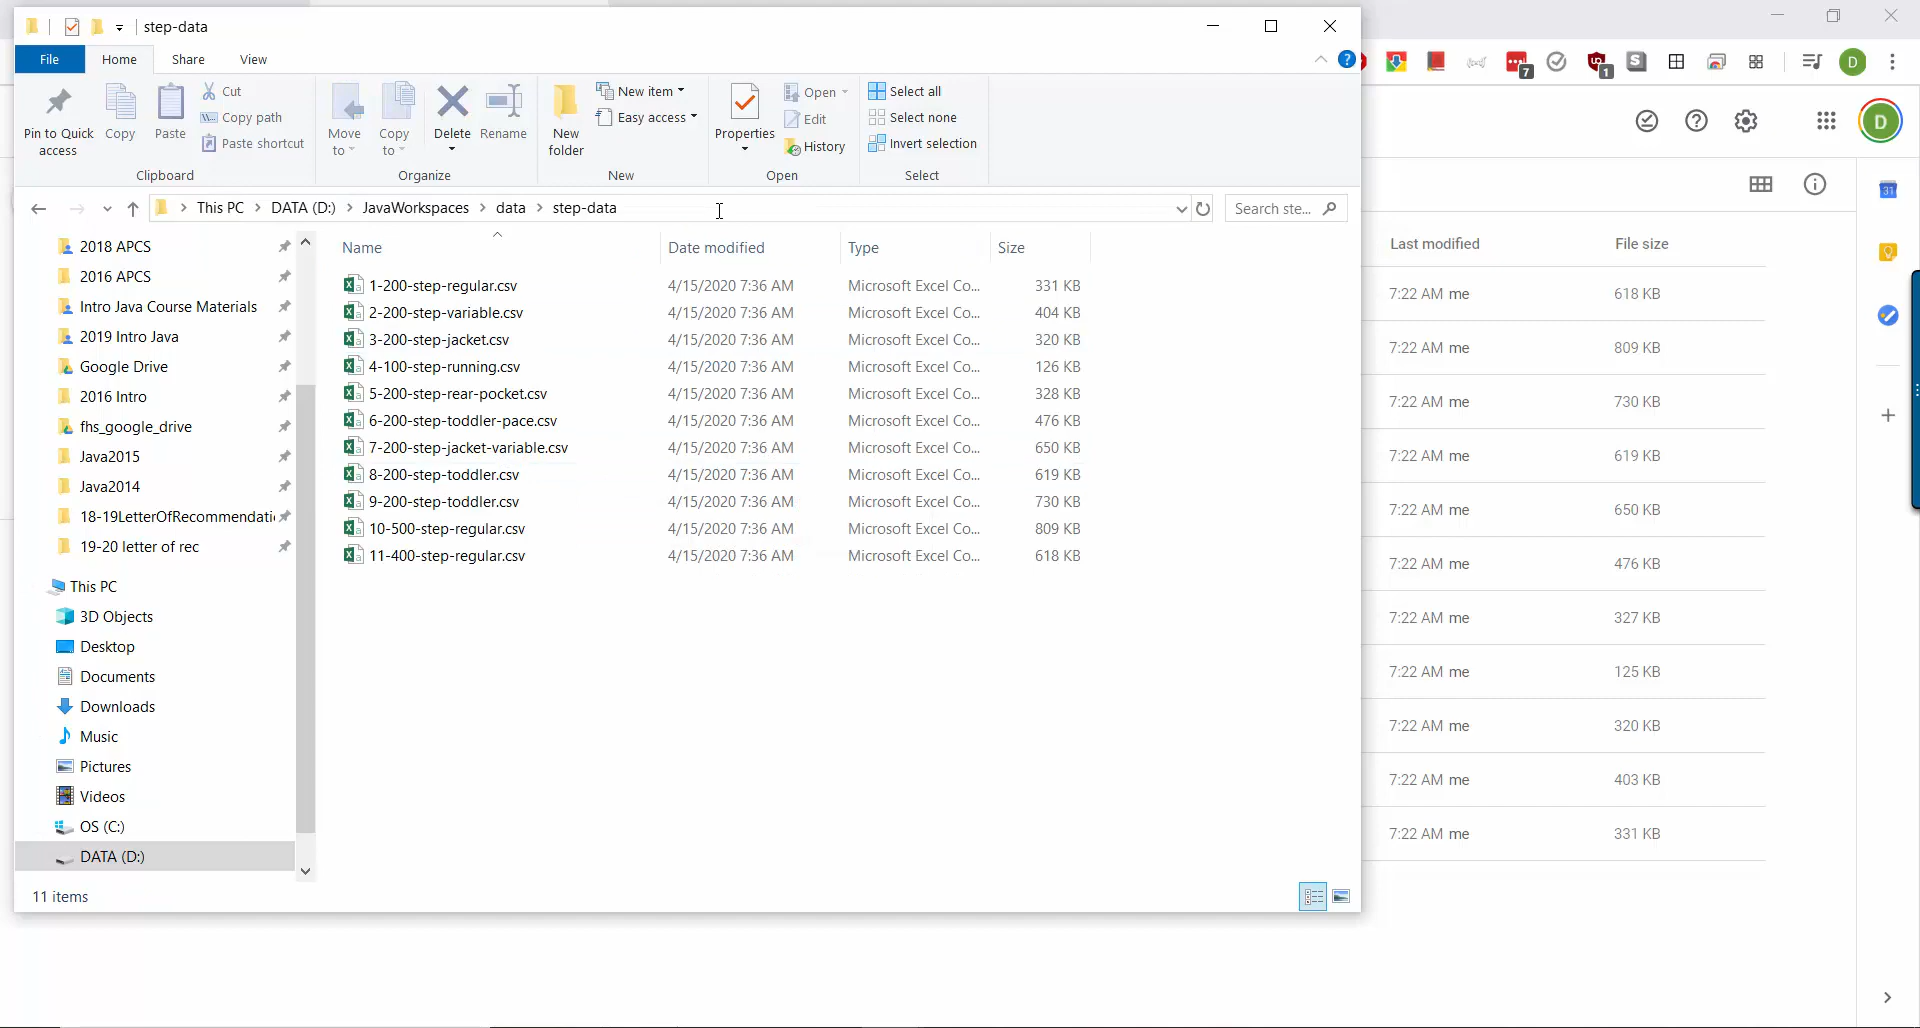 step-data
File Home Share View
7 1 D
Pin to Quick access
Copy
Paste
Cut
Copy path
Paste shortcut
Clipboard
Move to
Copy to
Delete
Rename
Organize
New folder
New item
Easy access
New
Properties
Open
Edit
History
Open
Select all
Select none
Invert selection
Select
D
This PC > DATA (D:) > JavaWorkspaces > data > step-data
Search ste...
31
2018 APCS
2016 APCS
Intro Java Course Materials
2019 Intro Java
Google Drive
2016 Intro
fhs_google_drive
Java2015
Java2014
18-19LetterOfRecommendati
19-20 letter of rec
This PC
3D Objects
Desktop
Documents
Downloads
Music
Pictures
Videos
OS (C:)
DATA (D:)
Name Date modified Type Size
1-200-step-regular.csv 4/15/2020 7:36 AM Microsoft Excel Co... 331 KB
2-200-step-variable.csv 4/15/2020 7:36 AM Microsoft Excel Co... 404 KB
3-200-step-jacket.csv 4/15/2020 7:36 AM Microsoft Excel Co... 320 KB
4-100-step-running.csv 4/15/2020 7:36 AM Microsoft Excel Co... 126 KB
5-200-step-rear-pocket.csv 4/15/2020 7:36 AM Microsoft Excel Co... 328 KB
6-200-step-toddler-pace.csv 4/15/2020 7:36 AM Microsoft Excel Co... 476 KB
7-200-step-jacket-variable.csv 4/15/2020 7:36 AM Microsoft Excel Co... 650 KB
8-200-step-toddler.csv 4/15/2020 7:36 AM Microsoft Excel Co... 619 KB
9-200-step-toddler.csv 4/15/2020 7:36 AM Microsoft Excel Co... 730 KB
10-500-step-regular.csv 4/15/2020 7:36 AM Microsoft Excel Co... 809 KB
11-400-step-regular.csv 4/15/2020 7:36 AM Microsoft Excel Co... 618 KB
11 items
Last modified File size
7:22 AM me 618 KB
7:22 AM me 809 KB
7:22 AM me 730 KB
7:22 AM me 619 KB
7:22 AM me 650 KB
7:22 AM me 476 KB
7:22 AM me 327 KB
7:22 AM me 125 KB
7:22 AM me 320 KB
7:22 AM me 403 KB
7:22 AM me 331 KB